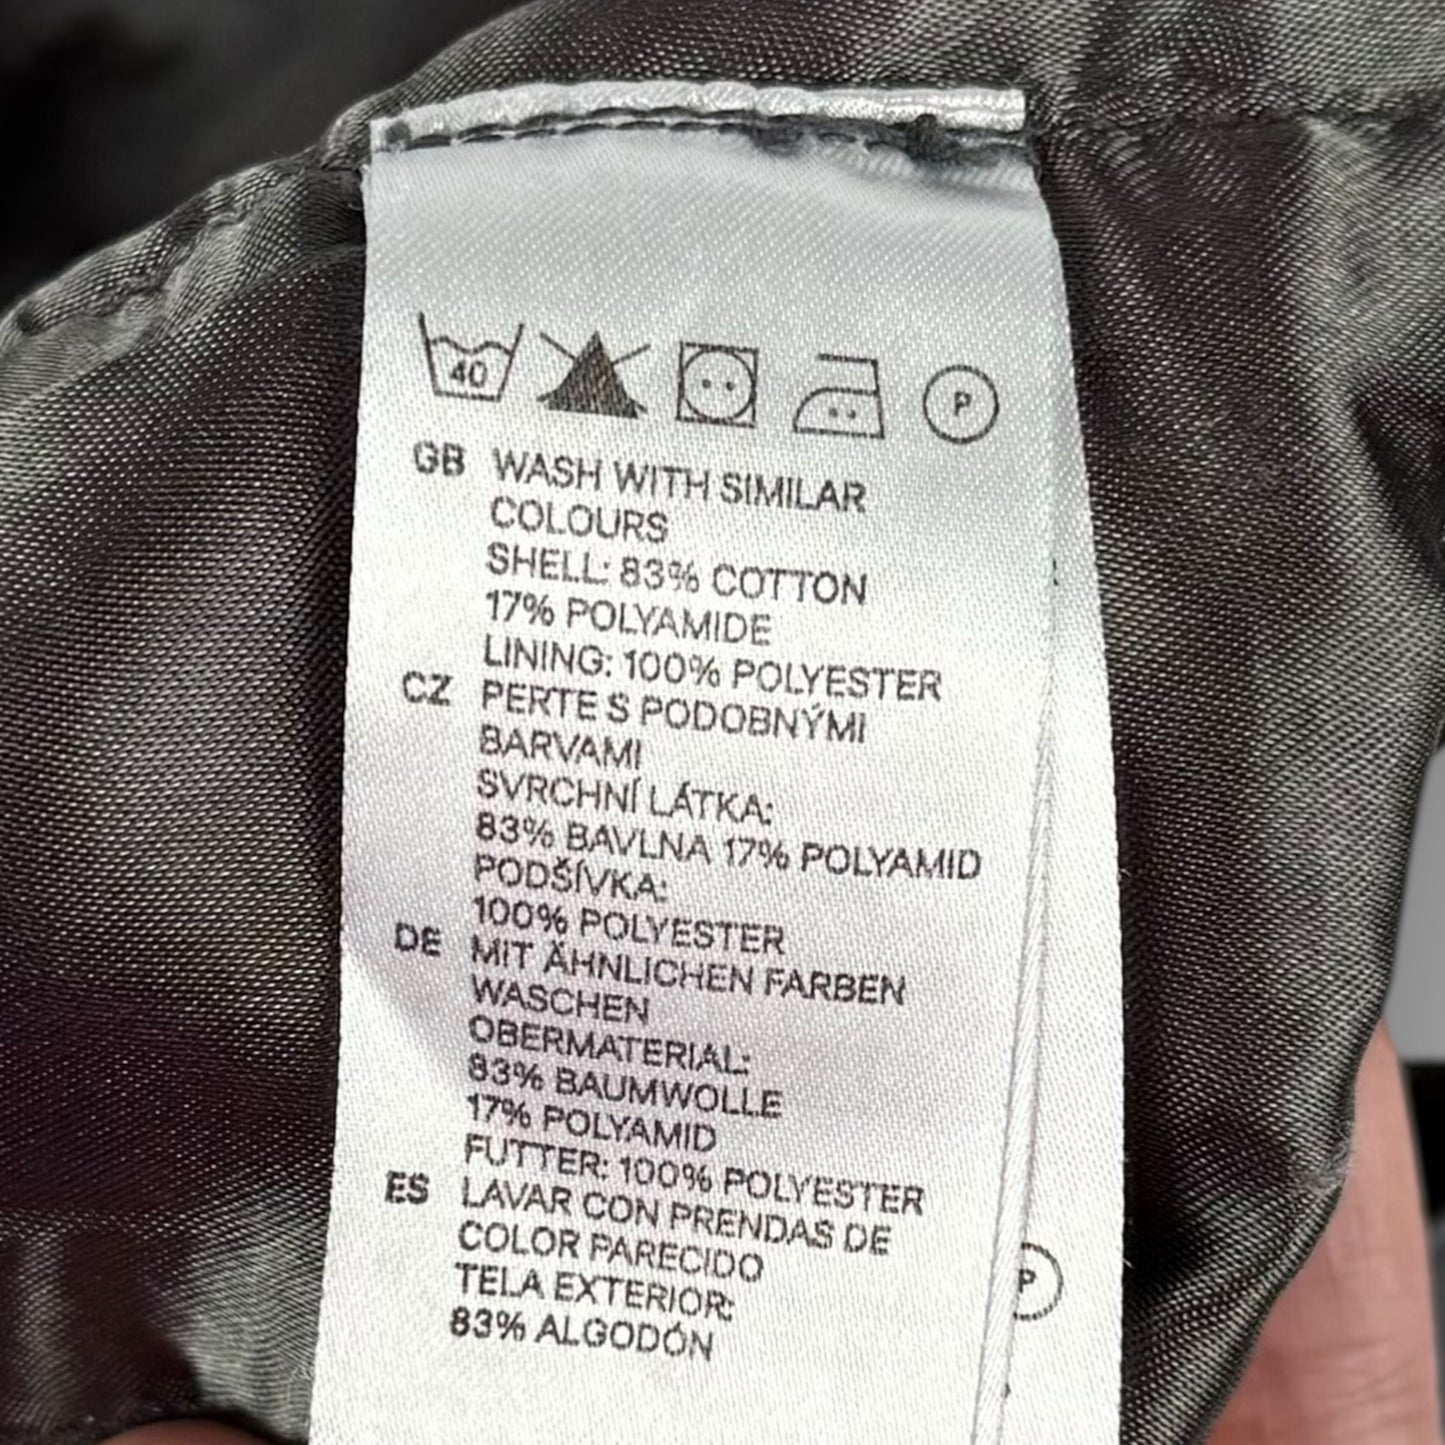 40
P
GB WASH WITH SIMILAR
COLOURS
SHELL: 83% COTTON
17% POLYAMIDE
LINING: 100% POLYESTER
CZ PERTE S PODOBNÝMI
BARVAMI
SVRCHNÍ LÁTKA:
83% BAVLNA 17% POLYAMID
PODŠÍVKA:
100% POLYESTER
DE MIT ÄHNLICHEN FARBEN
WASCHEN
OBERMATERIAL:
83% BAUMWOLLE
17% POLYAMID
FUTTER: 100% POLYESTER
ES LAVAR CON PRENDAS DE
COLOR PARECIDO
TELA EXTERIOR:
83% ALGODÓN
P